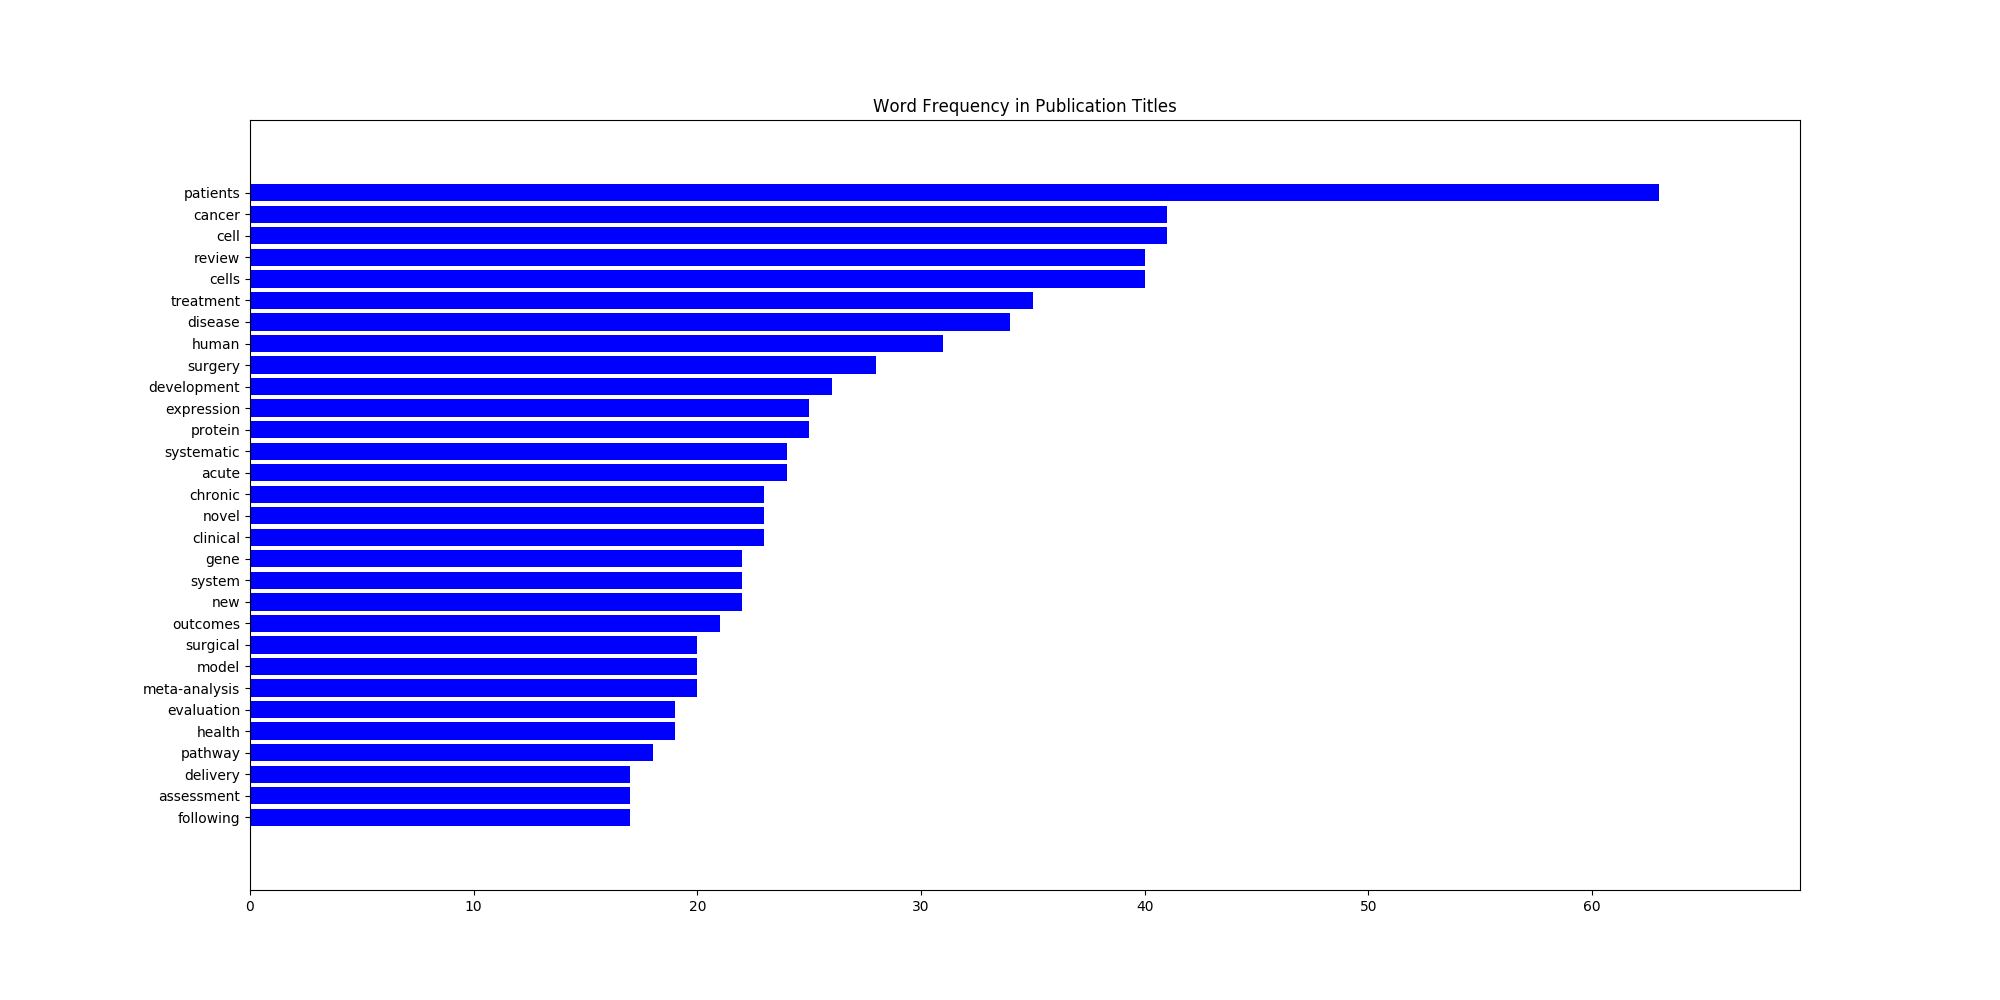 Word Frequency in Publication Titles
patients
cancer
cell
review
cells
treatment
disease
human
surgery
development
expression
protein
systematic
acute
chronic
novel
clinical
gene
system
new
outcomes
surgical
model
meta-analysis
evaluation
health
pathway
delivery
assessment
following
0 10 20 30 40 50 60